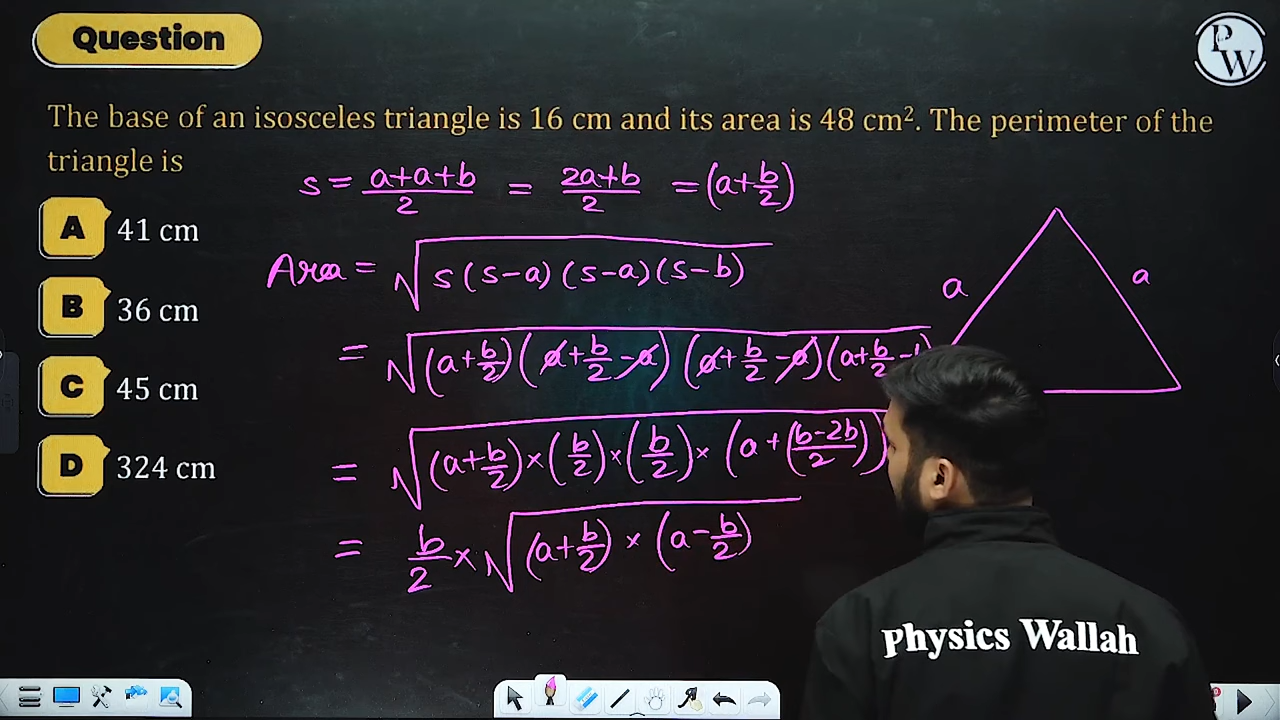 Question
PW
The base of an isosceles triangle is 16 cm and its area is 48 cm². The perimeter of the
triangle is
s = (a+a+b)/2 = (2a+b)/2 = (a+b/2)
A 41 cm
Area = √(s(s-a)(s-a)(s-b))
a a
B 36 cm
= √((a+b/2)(a+b/2-a)(a+b/2-a)(a+b/2-
C 45 cm
= √((a+b/2)×(b/2)×(b/2)×(a+((b-2b)/2)))
D 324 cm
= b/2 × √((a+b/2)×(a-b/2))
Physics Wallah